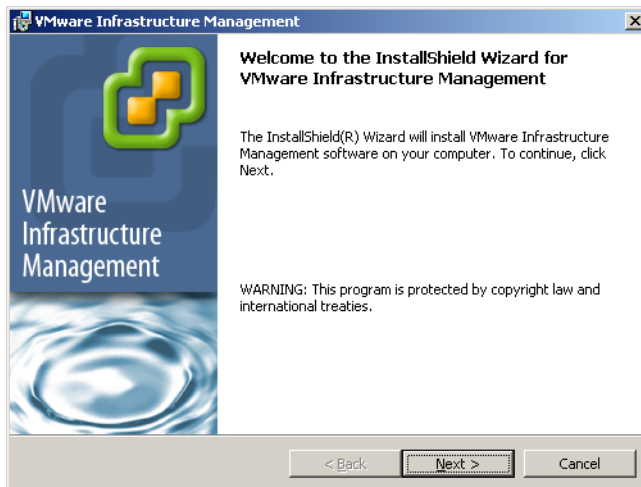 VMware Infrastructure Management
Welcome to the InstallShield Wizard for
VMware Infrastructure Management
The InstallShield(R) Wizard will install VMware Infrastructure
Management software on your computer. To continue, click
Next.
VMware
Infrastructure
Management
WARNING: This program is protected by copyright law and
international treaties.
< Back
Next >
Cancel